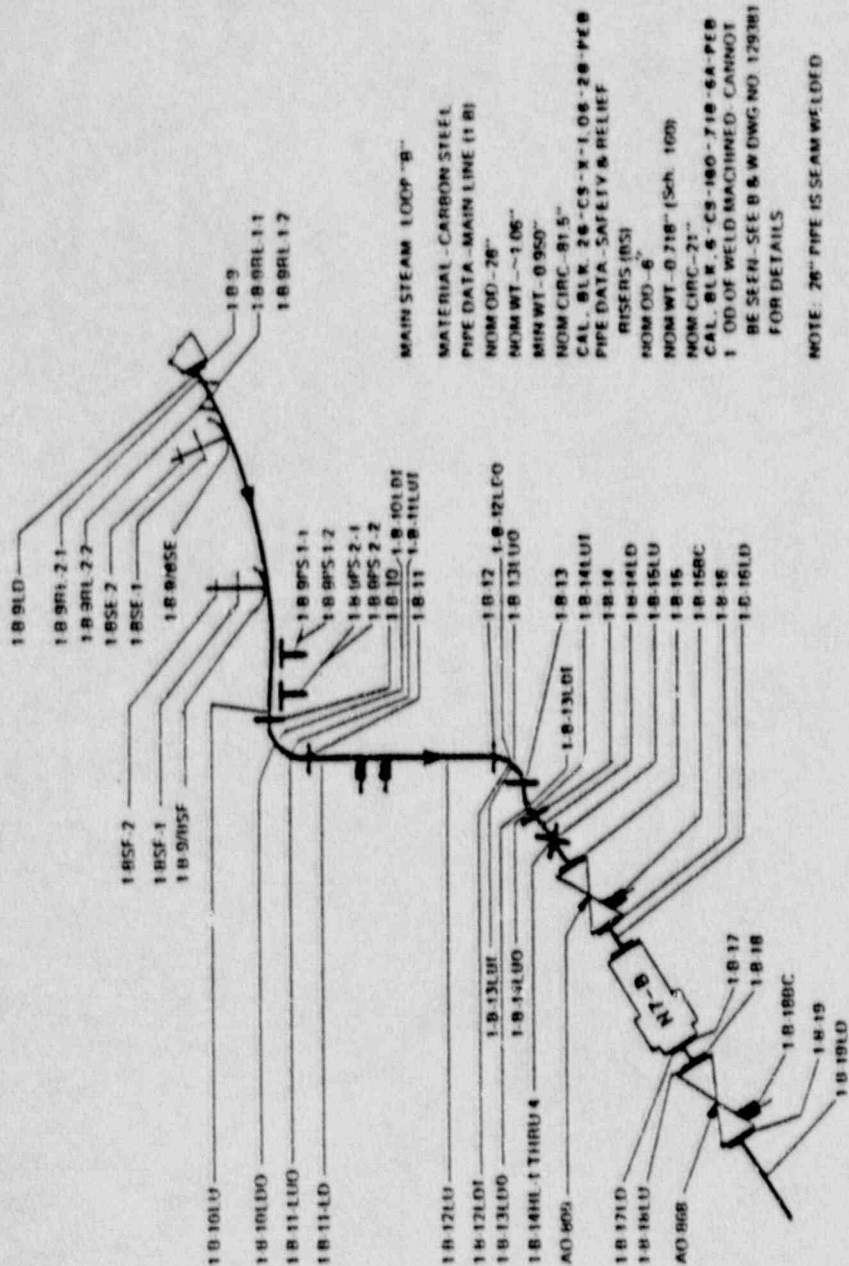 1-B-9LD
1-B-9RL-2-1
1-B-9RL-2-2
1-BSE-2
1-BSE-1
1-B-9/BSE
1-B-9
1-B-9RL-1-1
1-B-9RL-1-2
1-BSF-2
1-BSF-1
1-B-9/BSF
1-B-9PS-1-1
1-B-9PS-1-2
1-B-9PS-2-1
1-B-9PS-2-2
1-B-10
1-B-10LDI
1-B-11LUI
1-B-11
1-B-10LU
1-B-10LDO
1-B-11-LUO
1-B-11-LD
1-B-12LU
1-B-12LDI
1-B-13LUI
1-B-13LDO
1-B-14LUO
1-B-14HL-1 THRU 4
1-B-12
1-B-12LDO
1-B-13LUO
1-B-13
1-B-13LDI
1-B-14LUI
1-B-14
1-B-14LD
1-B-15LU
1-B-15
1-B-15BC
1-B-16
1-B-16LD
AO-80B
N7-B
1-B-17LD
1-B-18LU
1-B-17
1-B-18
AO-86B
1-B-18BC
1-B-19
1-B-19LD
MAIN STEAM LOOP "B"
MATERIAL - CARBON STEEL
PIPE DATA - MAIN LINE (1 B)
NOM OD - 26"
NOM WT - ~1.06"
MIN WT - 0.950"
NOM CIRC - 81.5"
CAL. BLK. 26-CS-X-1.06-28-PEB
PIPE DATA - SAFETY & RELIEF
RISERS (BS)
NOM OD - 6"
NOM WT - 0.718" (Sch. 160)
NOM CIRC - 21"
CAL. BLK. 6-CS-160-.718-6A-PEB
1 OD OF WELD MACHINED - CANNOT
BE SEEN - SEE B & W DWG NO. 129381
FOR DETAILS
NOTE: 26" PIPE IS SEAM WELDED